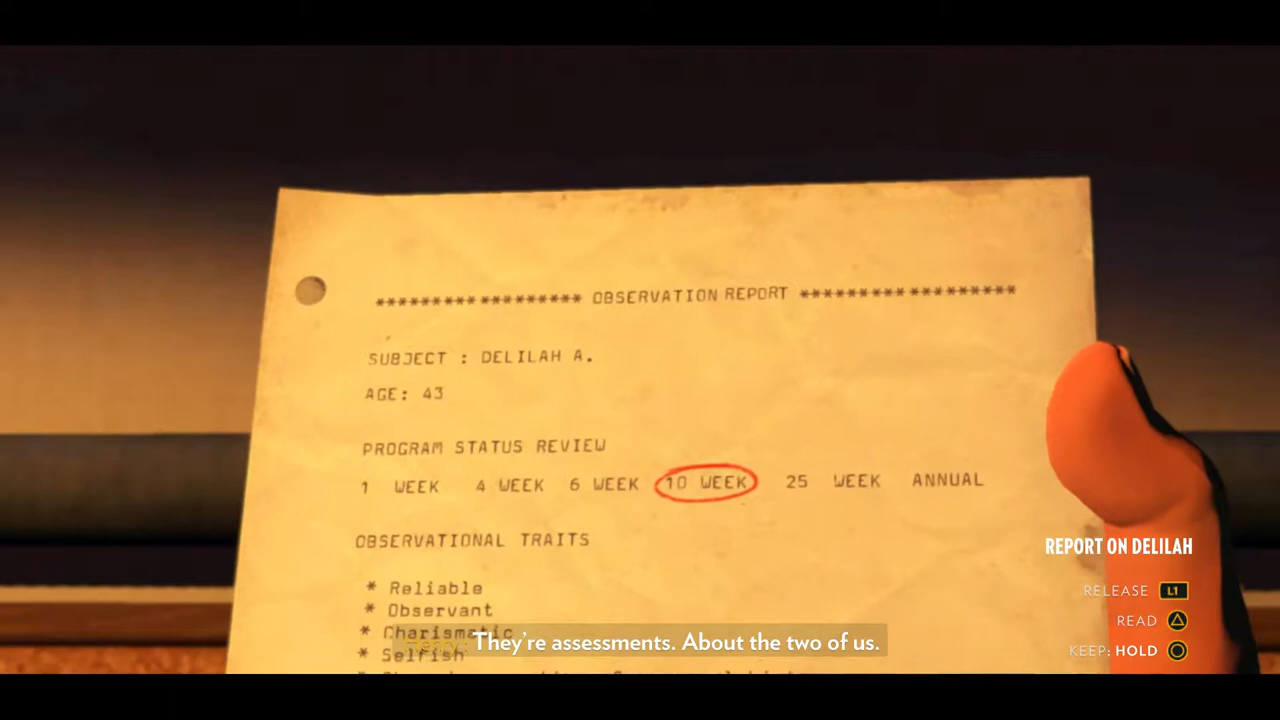 ***************** OBSERVATION REPORT *****************
SUBJECT : DELILAH A.
AGE: 43
PROGRAM STATUS REVIEW
1 WEEK 4 WEEK 6 WEEK 10 WEEK 25 WEEK ANNUAL
OBSERVATIONAL TRAITS
* Reliable
* Observant
* Charismatic
* Selfish
They're assessments. About the two of us.
REPORT ON DELILAH
RELEASE L1
READ
KEEP: HOLD